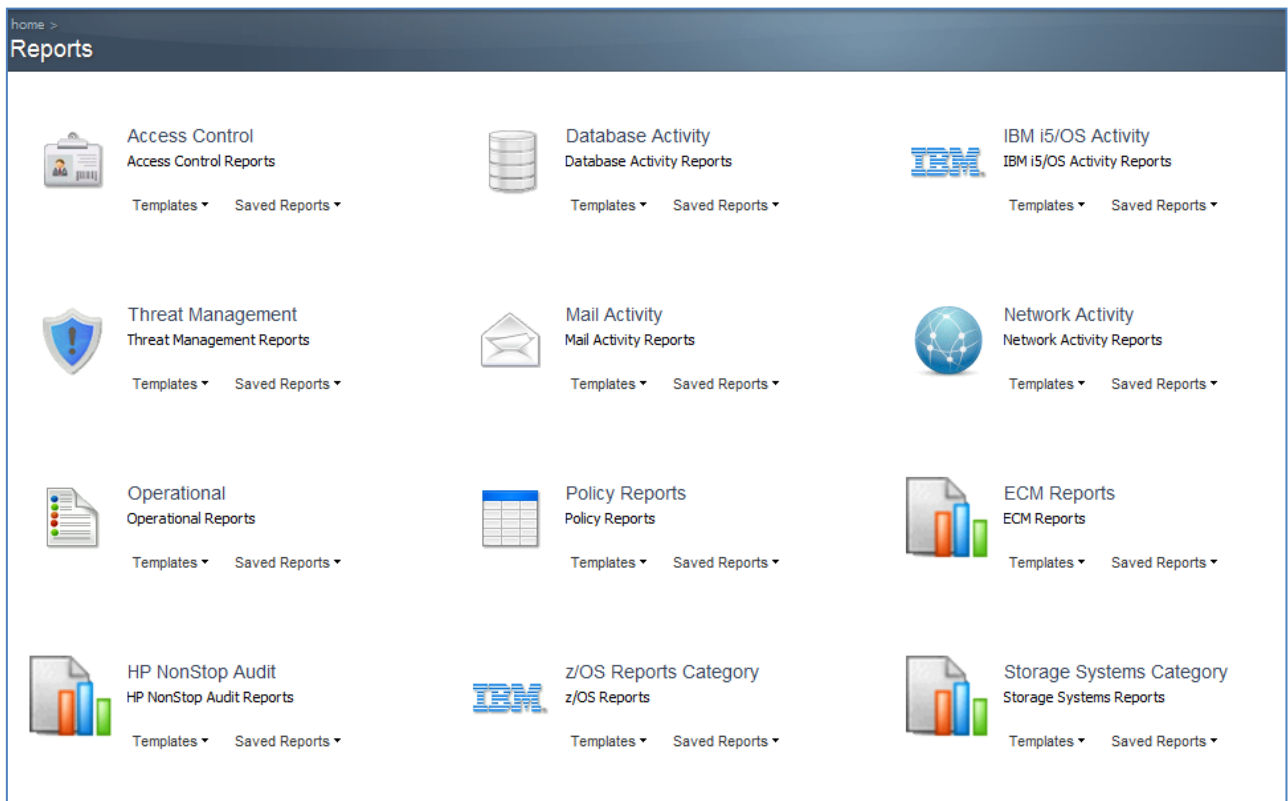 home >
Reports
Access Control
Access Control Reports
Templates Saved Reports
Database Activity
Database Activity Reports
Templates Saved Reports
IBM
IBM i5/OS Activity
IBM i5/OS Activity Reports
Templates Saved Reports
Threat Management
Threat Management Reports
Templates Saved Reports
Mail Activity
Mail Activity Reports
Templates Saved Reports
Network Activity
Network Activity Reports
Templates Saved Reports
Operational
Operational Reports
Templates Saved Reports
Policy Reports
Policy Reports
Templates Saved Reports
ECM Reports
ECM Reports
Templates Saved Reports
HP NonStop Audit
HP NonStop Audit Reports
Templates Saved Reports
IBM
z/OS Reports Category
z/OS Reports
Templates Saved Reports
Storage Systems Category
Storage Systems Reports
Templates Saved Reports